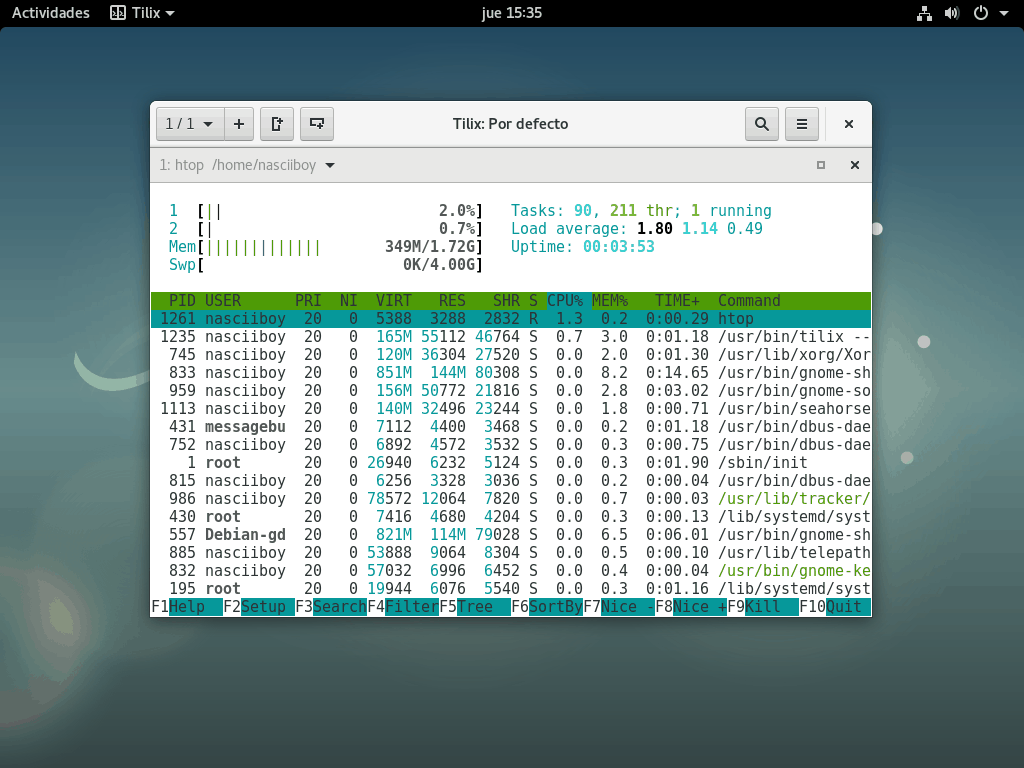 Actividades Tilix jue 15:35
1 / 1 Tilix: Por defecto
1: htop /home/nasciiboy
1 [|| 2.0%] Tasks: 90, 211 thr; 1 running
2 [| 0.7%] Load average: 1.80 1.14 0.49
Mem[||||||||||||| 349M/1.72G] Uptime: 00:03:53
Swp[ 0K/4.00G]
PID USER PRI NI VIRT RES SHR S CPU% MEM% TIME+ Command
1261 nasciiboy 20 0 5388 3288 2832 R 1.3 0.2 0:00.29 htop
1235 nasciiboy 20 0 165M 55112 46764 S 0.7 3.0 0:01.18 /usr/bin/tilix --
745 nasciiboy 20 0 120M 36304 27520 S 0.0 2.0 0:01.30 /usr/lib/xorg/Xor
833 nasciiboy 20 0 851M 144M 80308 S 0.0 8.2 0:14.65 /usr/bin/gnome-sh
959 nasciiboy 20 0 156M 50772 21816 S 0.0 2.8 0:03.02 /usr/bin/gnome-so
1113 nasciiboy 20 0 140M 32496 23244 S 0.0 1.8 0:00.71 /usr/bin/seahorse
431 messagebu 20 0 7112 4400 3468 S 0.0 0.2 0:01.18 /usr/bin/dbus-dae
752 nasciiboy 20 0 6892 4572 3532 S 0.0 0.3 0:00.75 /usr/bin/dbus-dae
1 root 20 0 26940 6232 5124 S 0.0 0.3 0:01.90 /sbin/init
815 nasciiboy 20 0 6256 3328 3036 S 0.0 0.2 0:00.04 /usr/bin/dbus-dae
986 nasciiboy 20 0 78572 12064 7820 S 0.0 0.7 0:00.03 /usr/lib/tracker/
430 root 20 0 7416 4680 4204 S 0.0 0.3 0:00.13 /lib/systemd/syst
557 Debian-gd 20 0 821M 114M 79028 S 0.0 6.5 0:06.01 /usr/bin/gnome-sh
885 nasciiboy 20 0 53888 9064 8304 S 0.0 0.5 0:00.10 /usr/lib/telepath
832 nasciiboy 20 0 57032 6996 6452 S 0.0 0.4 0:00.04 /usr/bin/gnome-ke
195 root 20 0 19944 6076 5540 S 0.0 0.3 0:01.16 /lib/systemd/syst
F1Help F2Setup F3SearchF4FilterF5Tree F6SortByF7Nice -F8Nice +F9Kill F10Quit